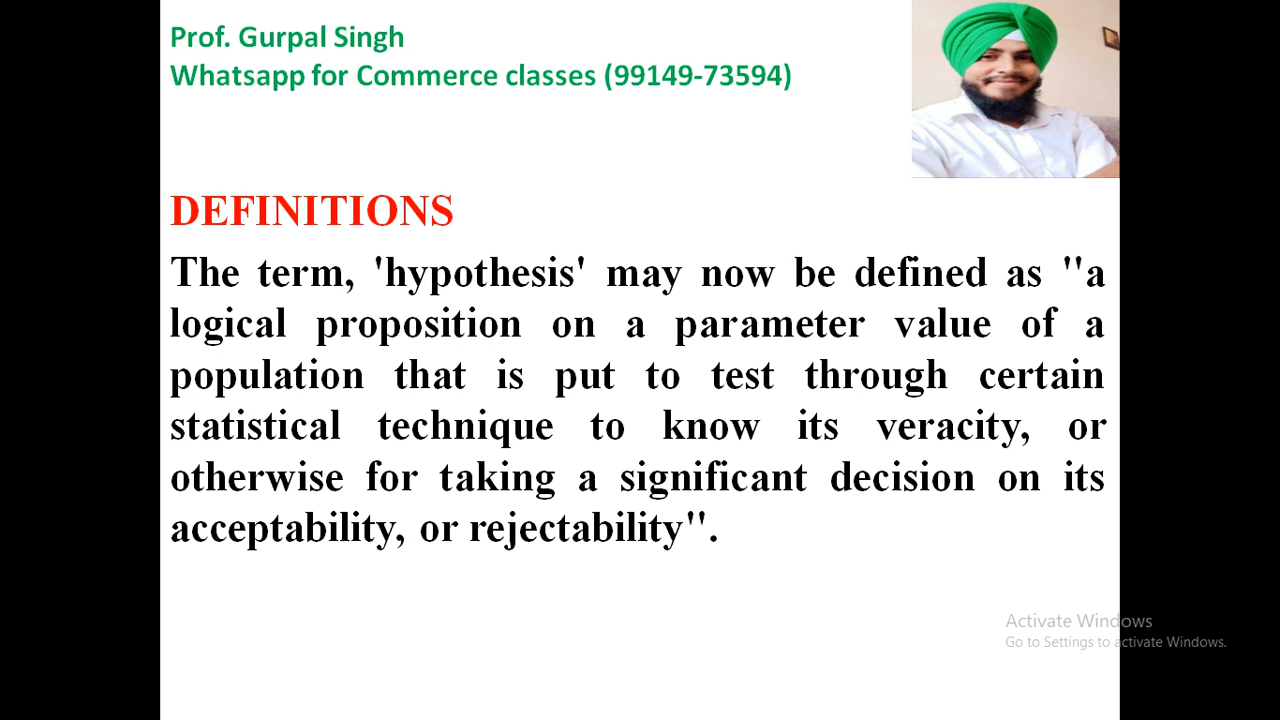 Prof. Gurpal Singh
Whatsapp for Commerce classes (99149-73594)
DEFINITIONS
The term, 'hypothesis' may now be defined as "a
logical proposition on a parameter value of a
population that is put to test through certain
statistical technique to know its veracity, or
otherwise for taking a significant decision on its
acceptability, or rejectability".
Activate Windows
Go to Settings to activate Windows.